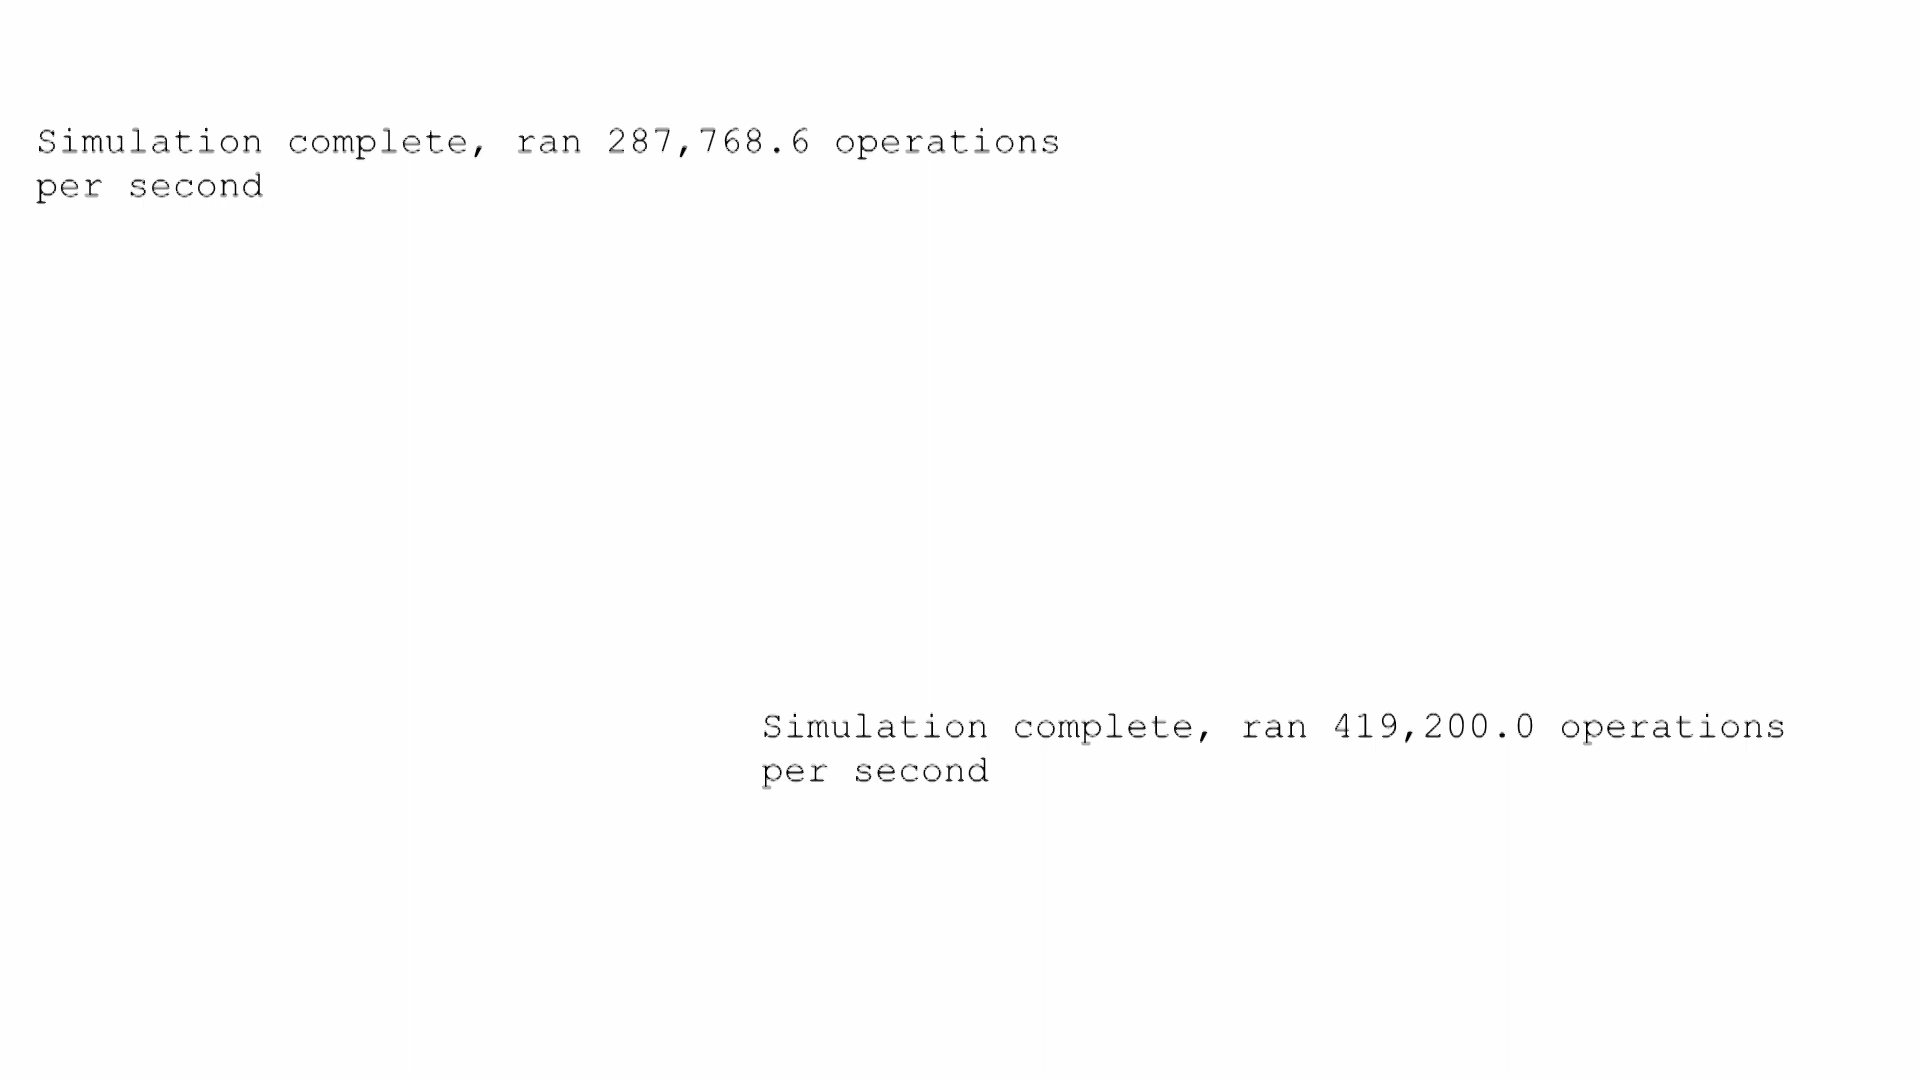 Simulation complete, ran 287,768.6 operations
per second
Simulation complete, ran 419,200.0 operations
per second